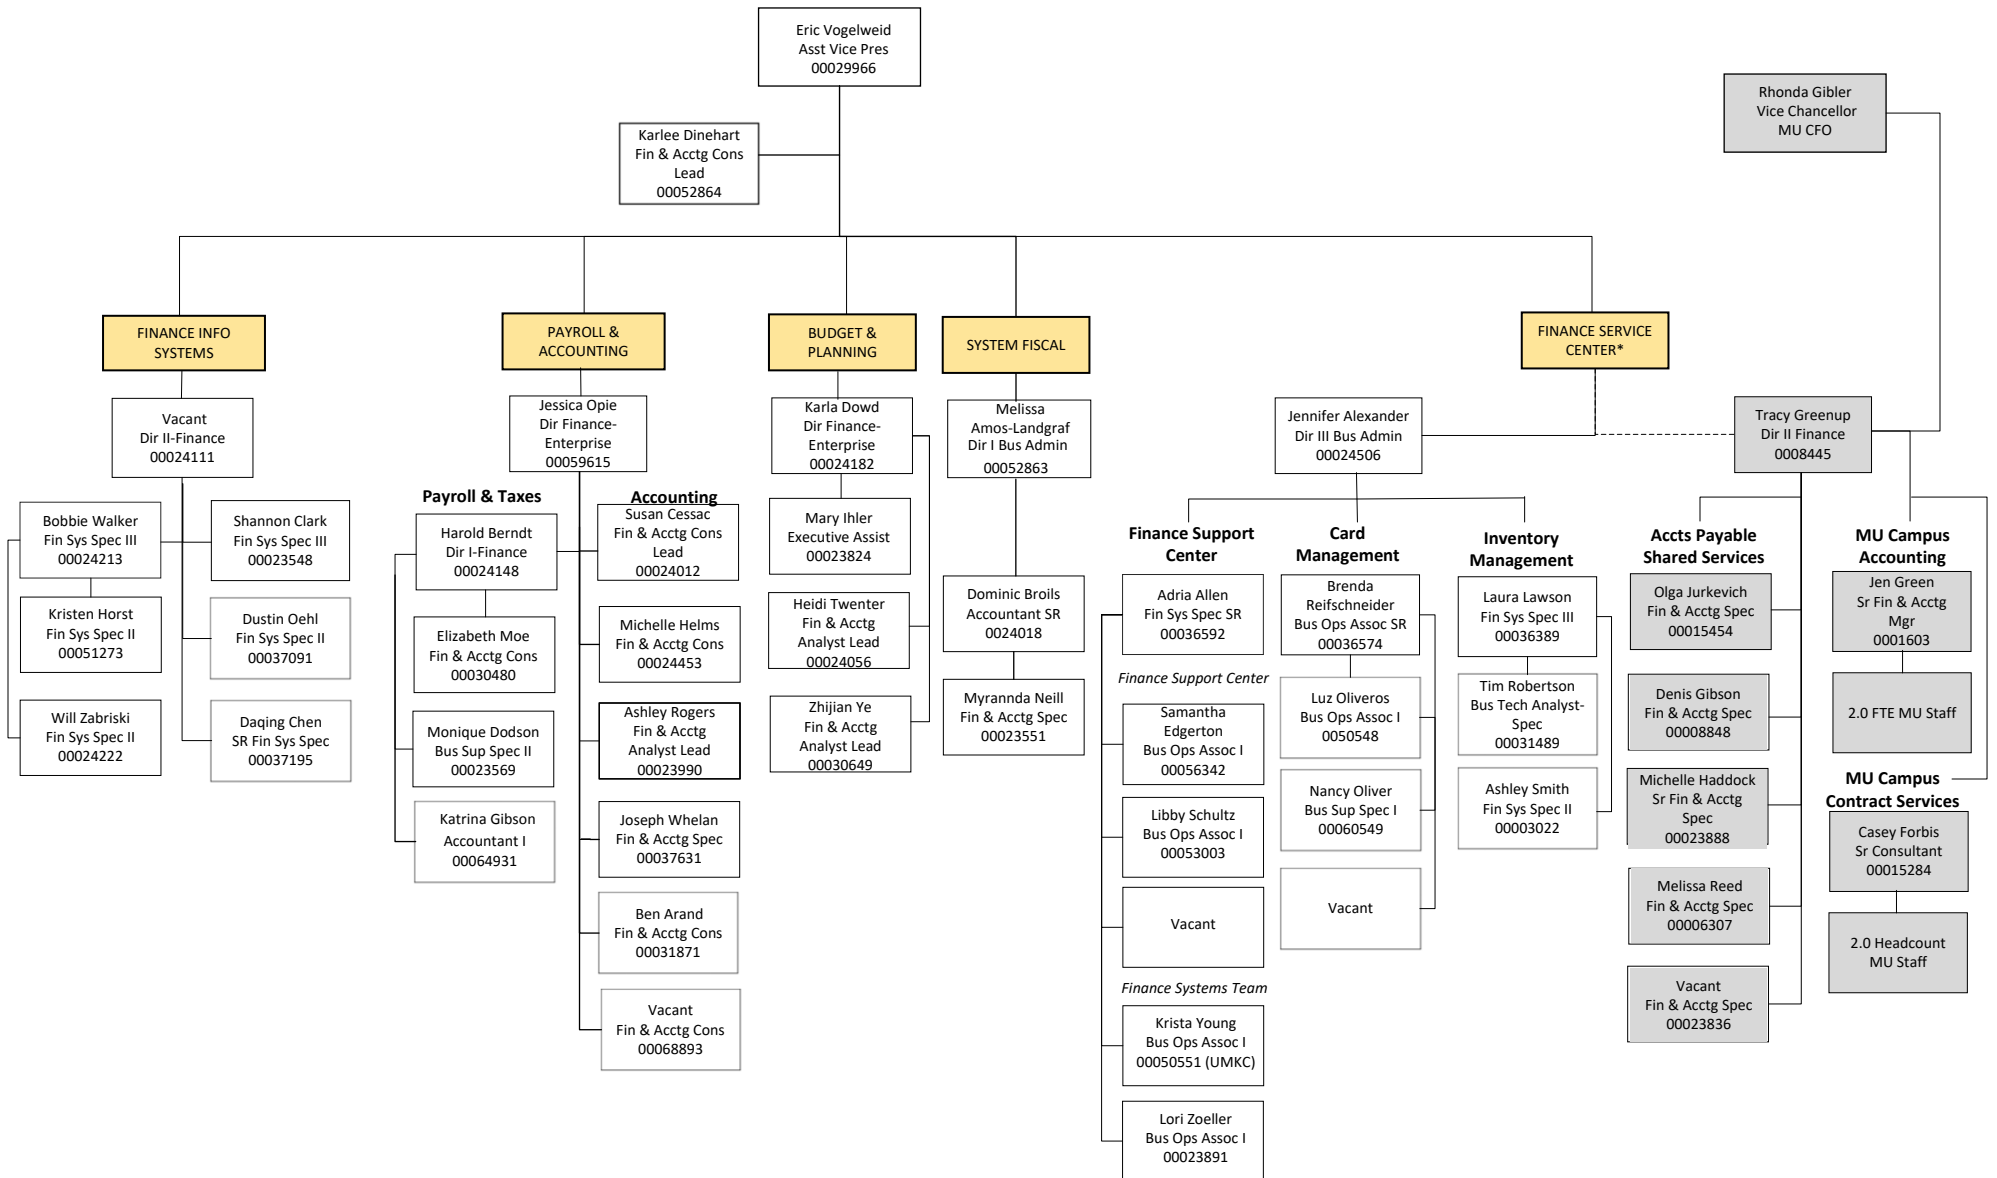 Eric Vogelweid
Asst Vice Pres
00029966
Rhonda Gibler
Vice Chancellor
MU CFO
Karlee Dinehart
Fin & Acctg Cons
Lead
00052864
FINANCE INFO
SYSTEMS
PAYROLL &
ACCOUNTING
BUDGET &
PLANNING
SYSTEM FISCAL
FINANCE SERVICE
CENTER*
Vacant
Dir II-Finance
00024111
Bobbie Walker
Fin Sys Spec III
00024213
Kristen Horst
Fin Sys Spec II
00051273
Will Zabriski
Fin Sys Spec II
00024222
Shannon Clark
Fin Sys Spec III
00023548
Dustin Oehl
Fin Sys Spec II
00037091
Daqing Chen
SR Fin Sys Spec
00037195
Jessica Opie
Dir Finance-
Enterprise
00059615
Payroll & Taxes
Harold Berndt
Dir I-Finance
00024148
Elizabeth Moe
Fin & Acctg Cons
00030480
Monique Dodson
Bus Sup Spec II
00023569
Katrina Gibson
Accountant I
00064931
Accounting
Susan Cessac
Fin & Acctg Cons
Lead
00024012
Michelle Helms
Fin & Acctg Cons
00024453
Ashley Rogers
Fin & Acctg
Analyst Lead
00023990
Joseph Whelan
Fin & Acctg Spec
00037631
Ben Arand
Fin & Acctg Cons
00031871
Vacant
Fin & Acctg Cons
00068893
Karla Dowd
Dir Finance-
Enterprise
00024182
Mary Ihler
Executive Assist
00023824
Heidi Twenter
Fin & Acctg
Analyst Lead
00024056
Zhijian Ye
Fin & Acctg
Analyst Lead
00030649
Melissa
Amos-Landgraf
Dir I Bus Admin
00052863
Dominic Broils
Accountant SR
0024018
Myrannda Neill
Fin & Acctg Spec
00023551
Jennifer Alexander
Dir III Bus Admin
00024506
Finance Support
Center
Adria Allen
Fin Sys Spec SR
00036592
Finance Support Center
Samantha
Edgerton
Bus Ops Assoc I
00056342
Libby Schultz
Bus Ops Assoc I
00053003
Vacant
Finance Systems Team
Krista Young
Bus Ops Assoc I
00050551 (UMKC)
Lori Zoeller
Bus Ops Assoc I
00023891
Card
Management
Brenda
Reifschneider
Bus Ops Assoc SR
00036574
Luz Oliveros
Bus Ops Assoc I
0050548
Nancy Oliver
Bus Sup Spec I
00060549
Vacant
Inventory
Management
Laura Lawson
Fin Sys Spec III
00036389
Tim Robertson
Bus Tech Analyst-
Spec
00031489
Ashley Smith
Fin Sys Spec II
00003022
Tracy Greenup
Dir II Finance
0008445
Accts Payable
Shared Services
Olga Jurkevich
Fin & Acctg Spec
00015454
Denis Gibson
Fin & Acctg Spec
00008848
Michelle Haddock
Sr Fin & Acctg
Spec
00023888
Melissa Reed
Fin & Acctg Spec
00006307
Vacant
Fin & Acctg Spec
00023836
MU Campus
Accounting
Jen Green
Sr Fin & Acctg
Mgr
0001603
2.0 FTE MU Staff
MU Campus
Contract Services
Casey Forbis
Sr Consultant
00015284
2.0 Headcount
MU Staff